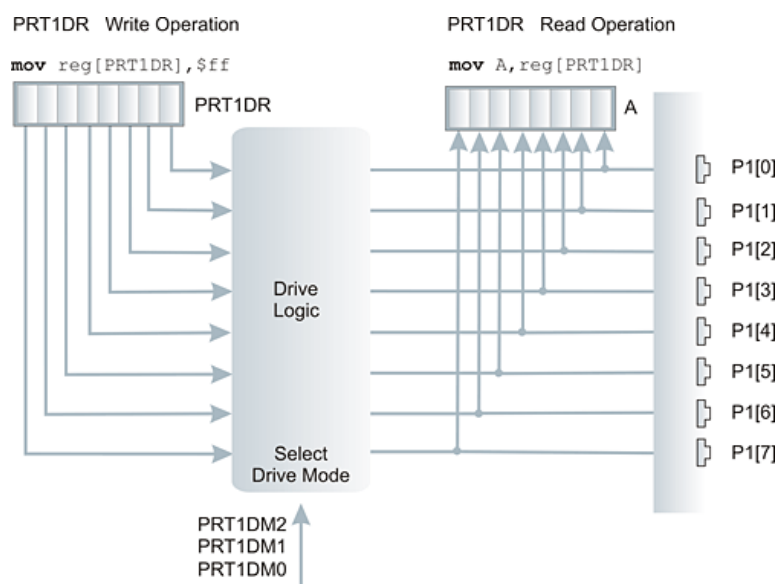 PRT1DR Write Operation
PRT1DR Read Operation
mov reg[PRT1DR],$ff
mov A,reg[PRT1DR]
PRT1DR
A
P1[0]
P1[1]
P1[2]
P1[3]
P1[4]
P1[5]
P1[6]
P1[7]
Drive
Logic
Select
Drive Mode
PRT1DM2
PRT1DM1
PRT1DM0